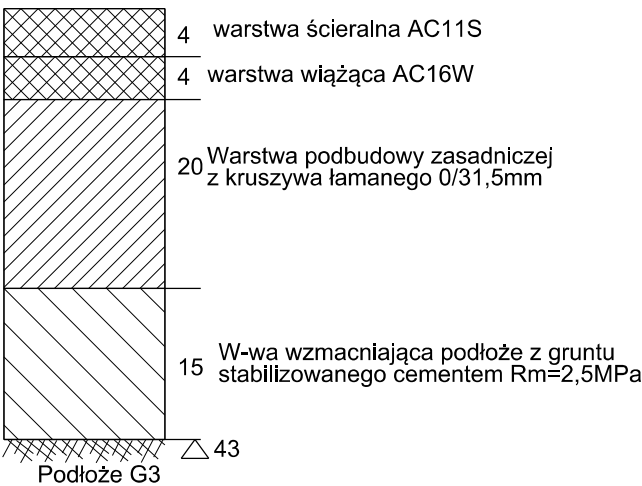 4 warstwa ścieralna AC11S
4 warstwa wiążąca AC16W
20 Warstwa podbudowy zasadniczej
z kruszywa łamanego 0/31,5mm
15 W-wa wzmacniająca podłoże z gruntu
stabilizowanego cementem Rm=2,5MPa
43
Podłoże G3